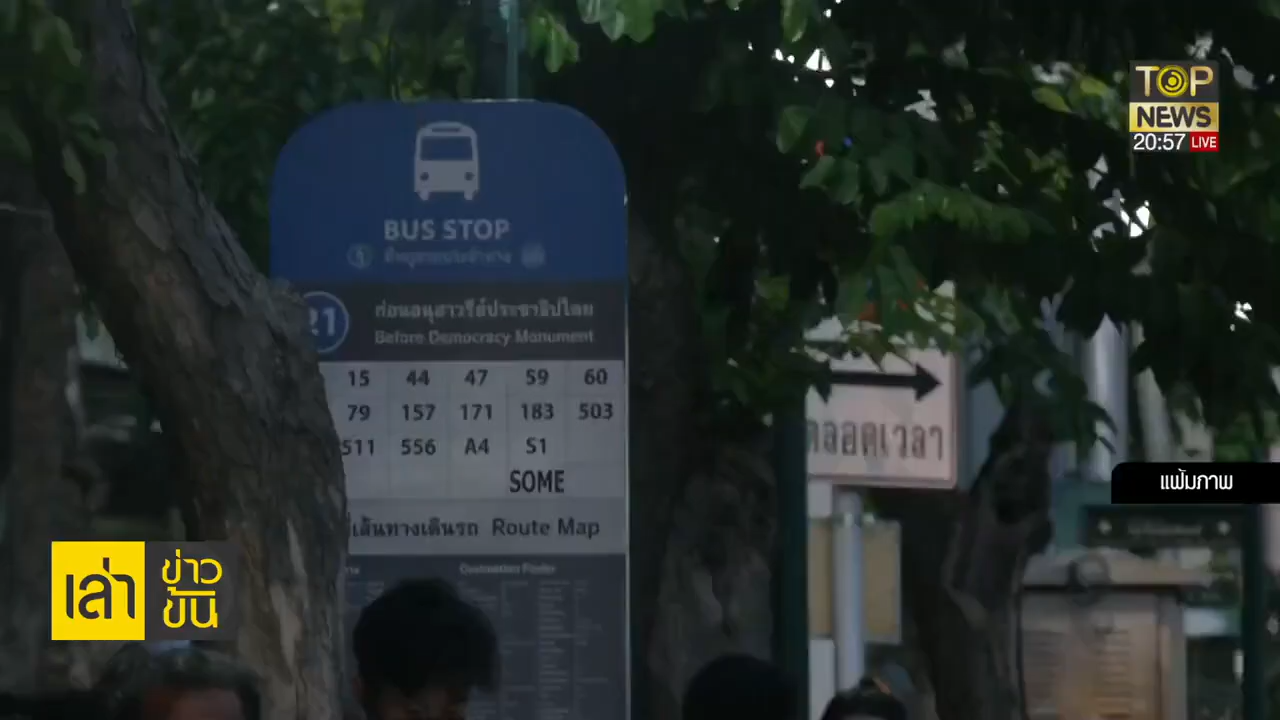 TOP
NEWS
20:57 LIVE
BUS STOP
21
ก่อนอนุสาวรีย์ประชาธิปไตย
Before Democracy Monument
15 44 47 59 60
79 157 171 183 503
511 556 A4 S1
SOME
เส้นทางเดินรถ Route Map
Destination Finder
ตลอดเวลา
แฟ้มภาพ
เล่า
ข่าว
ข้น